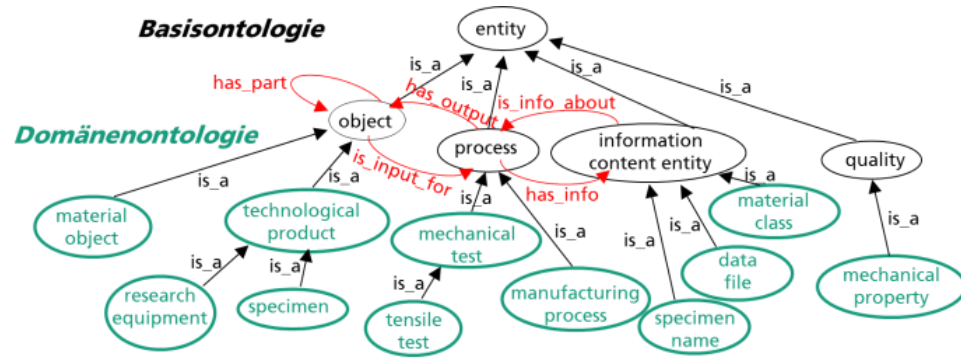 Basisontologie
entity
is_a
is_a
is_a
is_a
has_part
has_output
is_info_about
object
Domänenontologie
process
information
content entity
quality
is_input_for
has_info
is_a
is_a
is_a
is_a
is_a
is_a
is_a
is_a
material
object
technological
product
mechanical
test
material
class
is_a
is_a
is_a
research
equipment
specimen
tensile
test
manufacturing
process
data
file
specimen
name
mechanical
property